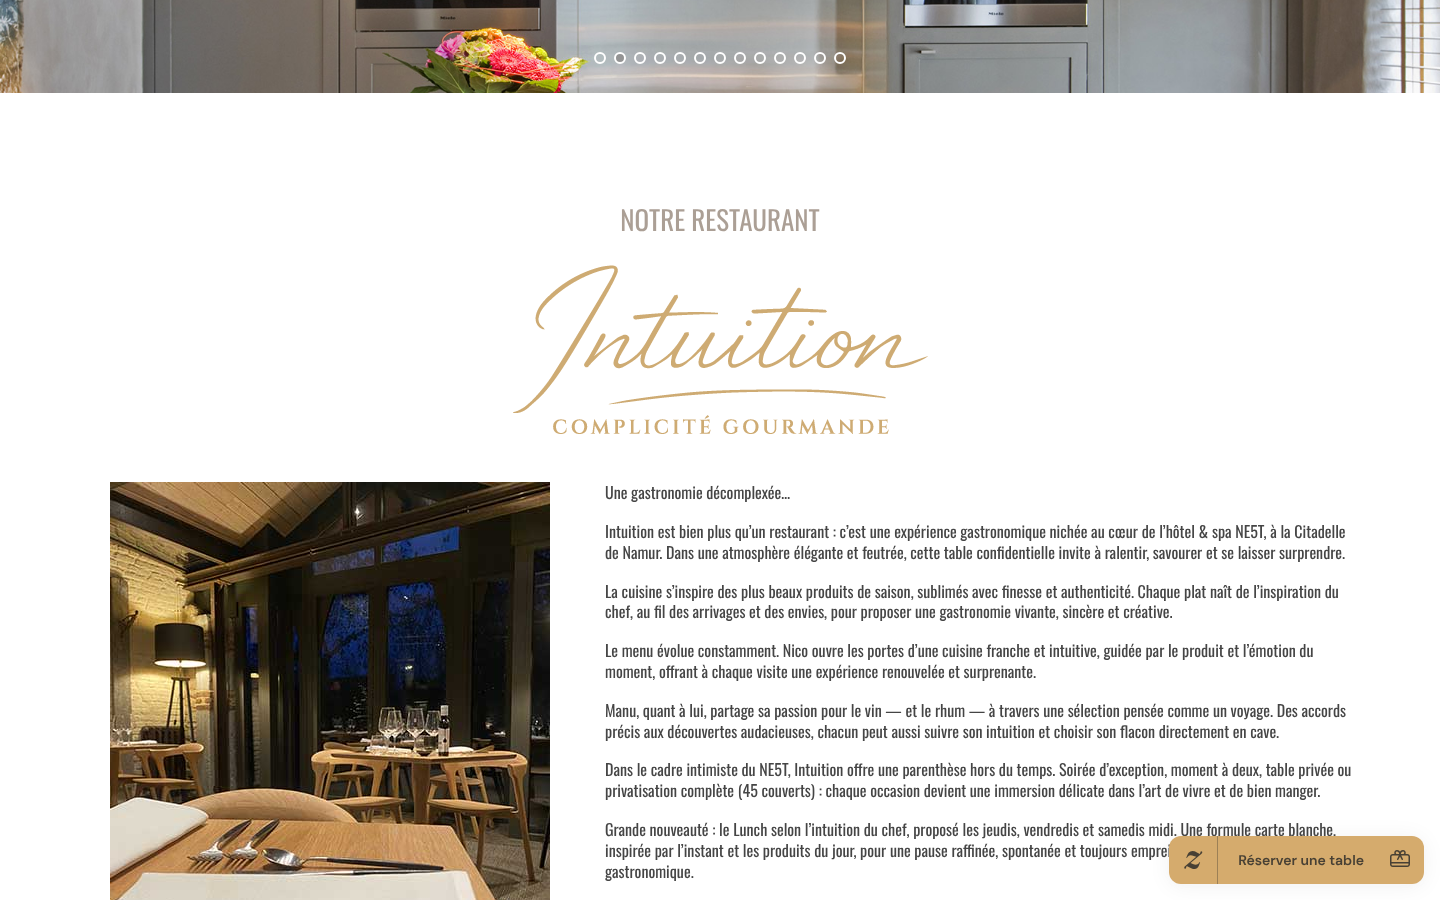 NOTRE RESTAURANT
Intuition
COMPLICITÉ GOURMANDE
Une gastronomie décomplexée...
Intuition est bien plus qu’un restaurant : c’est une expérience gastronomique nichée au cœur de l’hôtel & spa NE5T, à la Citadelle
de Namur. Dans une atmosphère élégante et feutrée, cette table confidentielle invite à ralentir, savourer et se laisser surprendre.
La cuisine s’inspire des plus beaux produits de saison, sublimés avec finesse et authenticité. Chaque plat naît de l’inspiration du
chef, au fil des arrivages et des envies, pour proposer une gastronomie vivante, sincère et créative.
Le menu évolue constamment. Nico ouvre les portes d’une cuisine franche et intuitive, guidée par le produit et l’émotion du
moment, offrant à chaque visite une expérience renouvelée et surprenante.
Manu, quant à lui, partage sa passion pour le vin — et le rhum — à travers une sélection pensée comme un voyage. Des accords
précis aux découvertes audacieuses, chacun peut aussi suivre son intuition et choisir son flacon directement en cave.
Dans le cadre intimiste du NE5T, Intuition offre une parenthèse hors du temps. Soirée d’exception, moment à deux, table privée ou
privatisation complète (45 couverts) : chaque occasion devient une immersion délicate dans l’art de vivre et de bien manger.
Grande nouveauté : le Lunch selon l’intuition du chef, proposé les jeudis, vendredis et samedis midi. Une formule carte blanche,
inspirée par l’instant et les produits du jour, pour une pause raffinée, spontanée et toujours
gastronomique.
Réserver une table